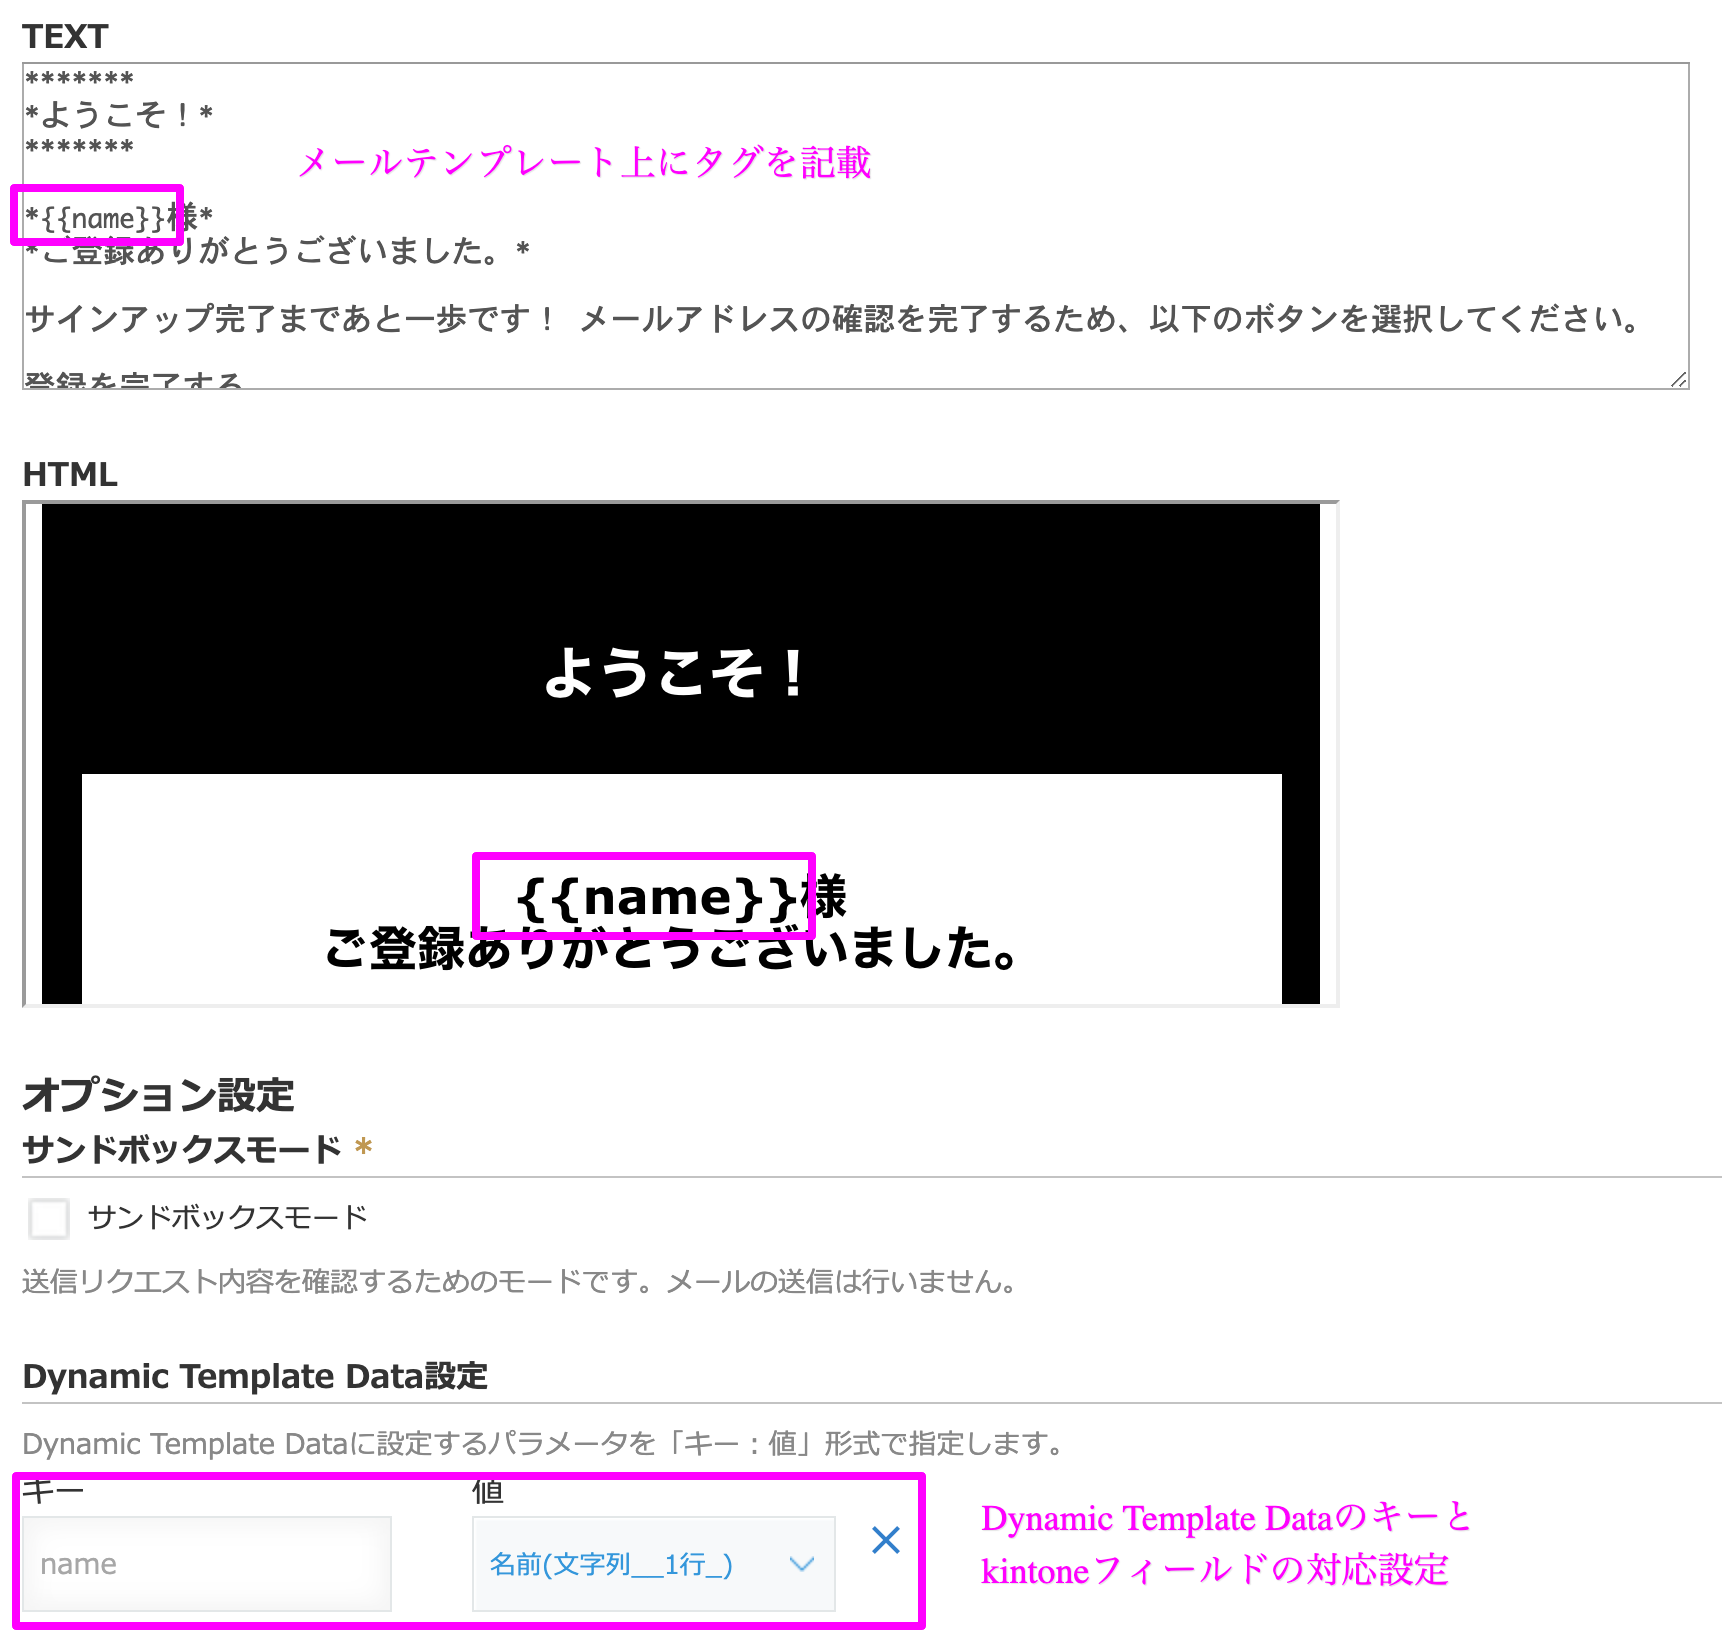 TEXT
*******
*ようこそ！*
*******
メールテンプレート上にタグを記載
*{{name}}様*
*ご登録ありがとうございました。*
サインアップ完了まであと一歩です！ メールアドレスの確認を完了するため、以下のボタンを選択してください。
登録を完了する
HTML
ようこそ！
{{name}}様
ご登録ありがとうございました。
オプション設定
サンドボックスモード *
サンドボックスモード
送信リクエスト内容を確認するためのモードです。メールの送信は行いません。
Dynamic Template Data設定
Dynamic Template Dataに設定するパラメータを「キー：値」形式で指定します。
キー 値
name 名前(文字列__1行_)
Dynamic Template Dataのキーと
kintoneフィールドの対応設定